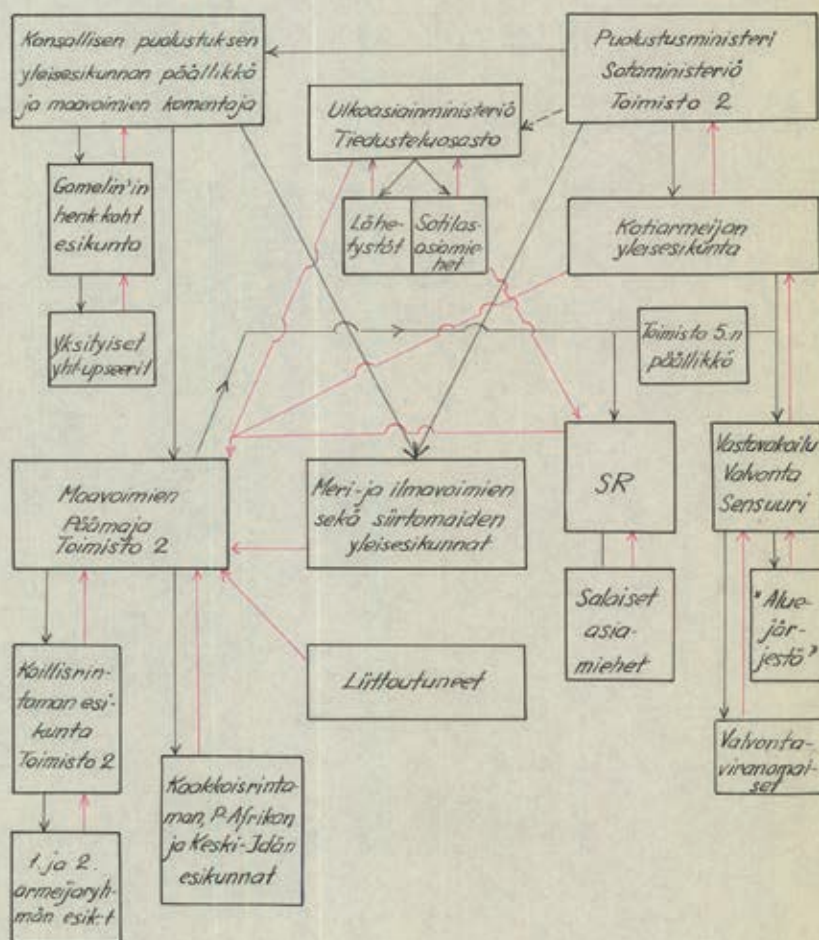 Kansallisen puolustuksen
yleisesikunnan päällikkö
ja maavoimien komentaja
Puolustusministeri
Sotaministeriö
Toimisto 2
Ulkoasiainministeriö
Tiedusteluosasto
Gamelin'in
henk koht
esikunta
Lähe-
tystöt
Sotilas-
asiamie-
het
Kotiarmeijan
yleisesikunta
Yksityiset
yht-upseerit
Toimisto 5:n
päällikkö
Maavoimien
Päämaja
Toimisto 2
Meri- ja ilmavoimien
sekä siirtomaiden
yleisesikunnat
SR
Vastavakoilu
Valvonta
Sensuuri
Koillisrin-
taman esi-
kunta
Toimisto 2
Liittoutuneet
Salaiset
asia-
miehet
"Alue-
jär-
jestö"
Kaakkoisrinta-
man, P-Afrikan
ja Keski-Idän
esikunnat
Valvonta-
viranomai-
set
1. ja 2.
armeijaryh-
män esik:t